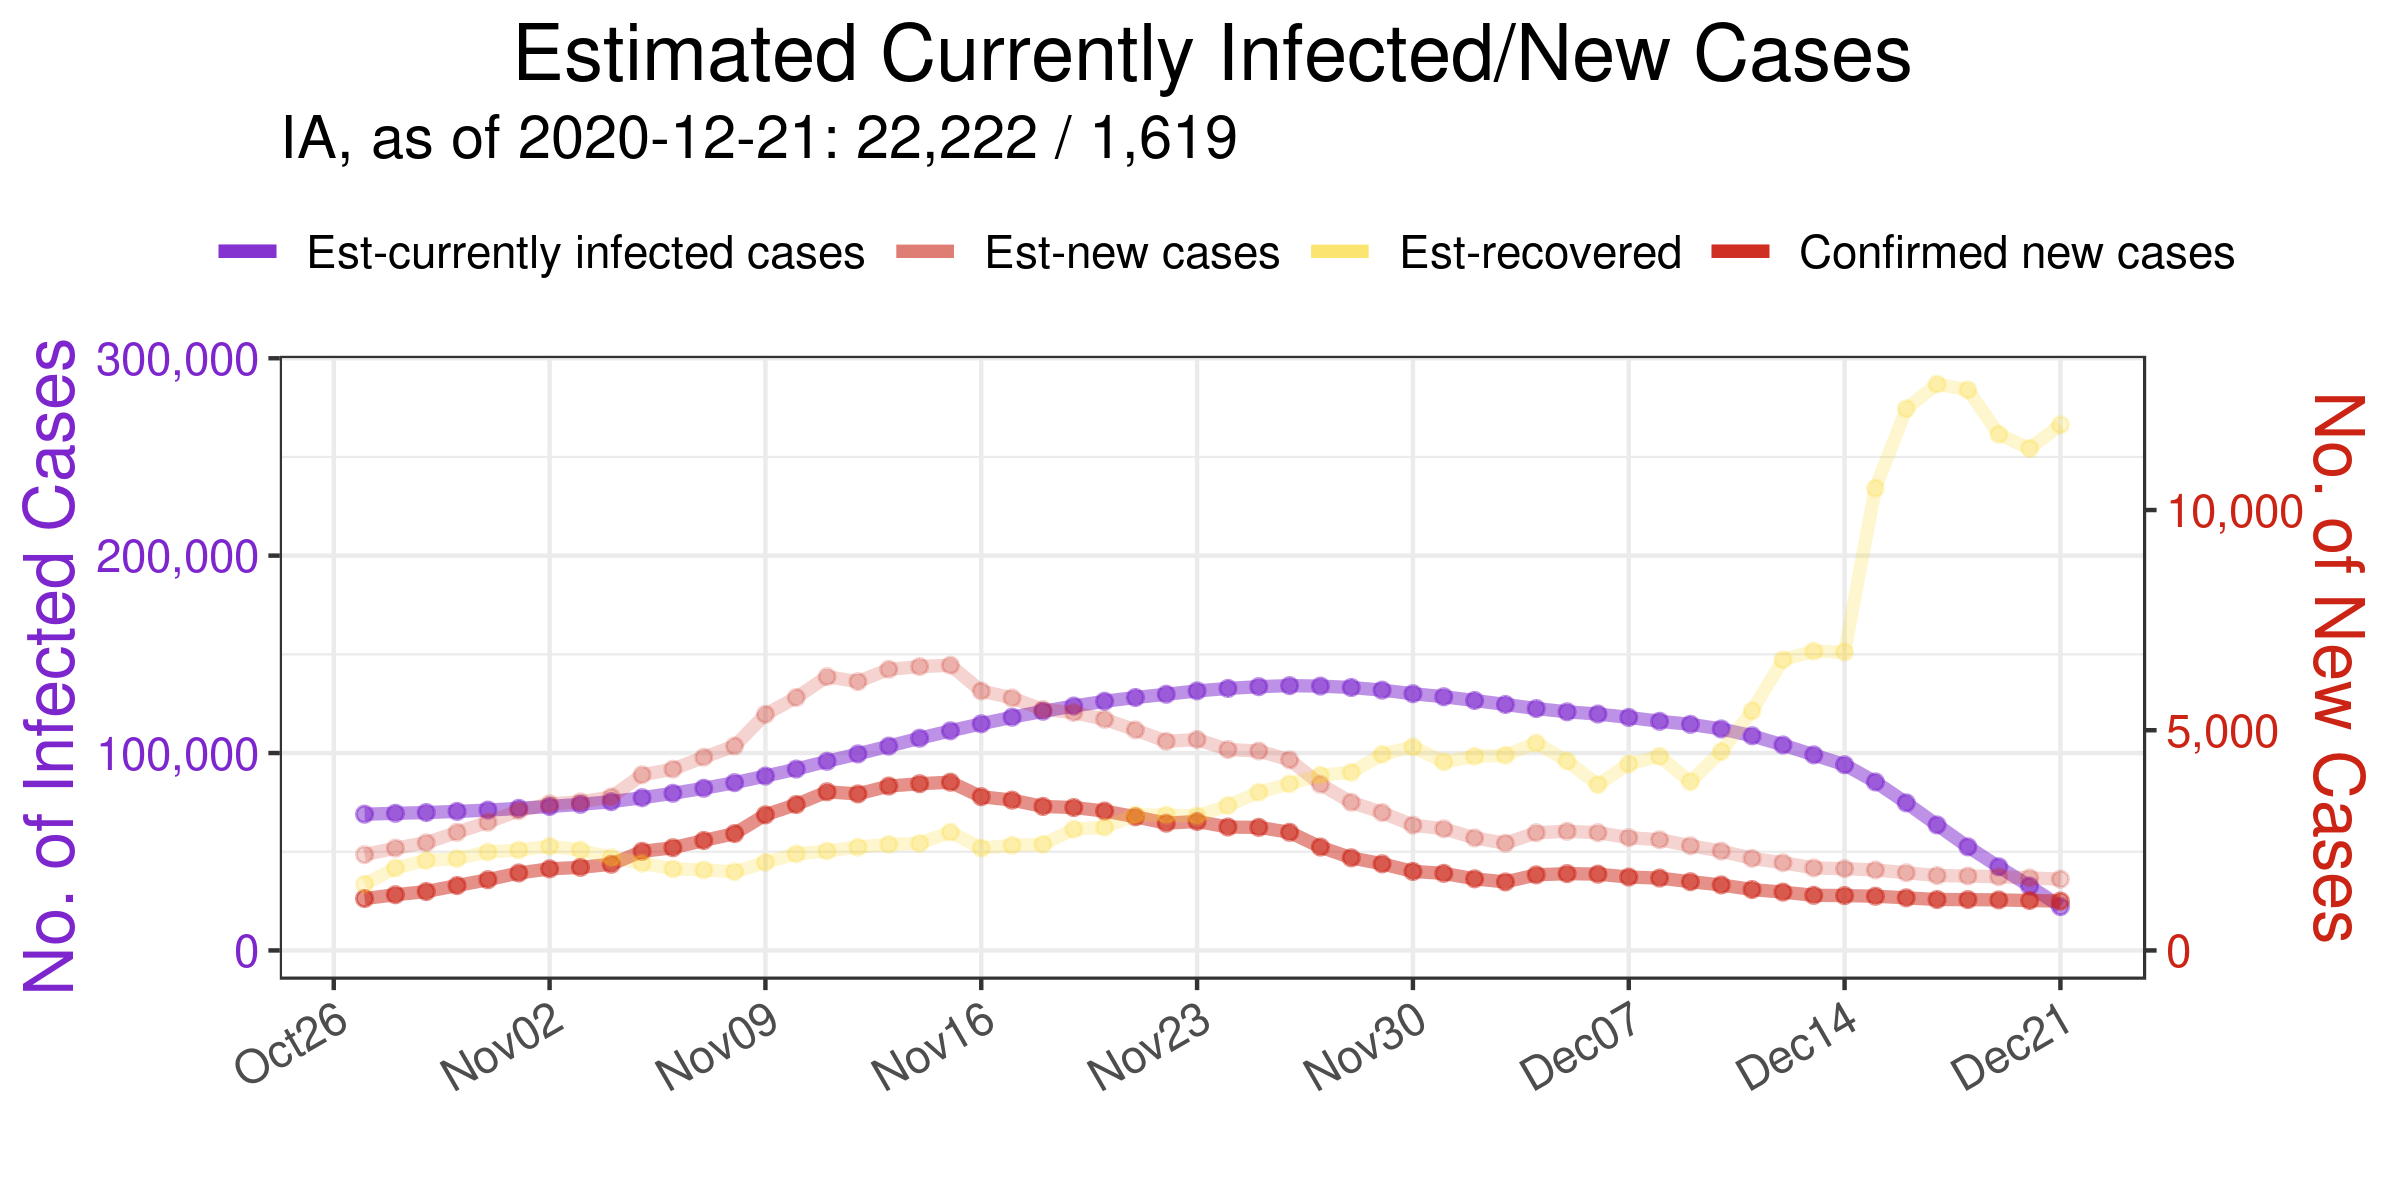 Estimated Currently Infected/New Cases
IA, as of 2020-12-21: 22,222 / 1,619
Est-currently infected cases Est-new cases Est-recovered Confirmed new cases
No. of Infected Cases
300,000
200,000
100,000
0
10,000
5,000
0
No. of New Cases
Oct26 Nov02 Nov09 Nov16 Nov23 Nov30 Dec07 Dec14 Dec21